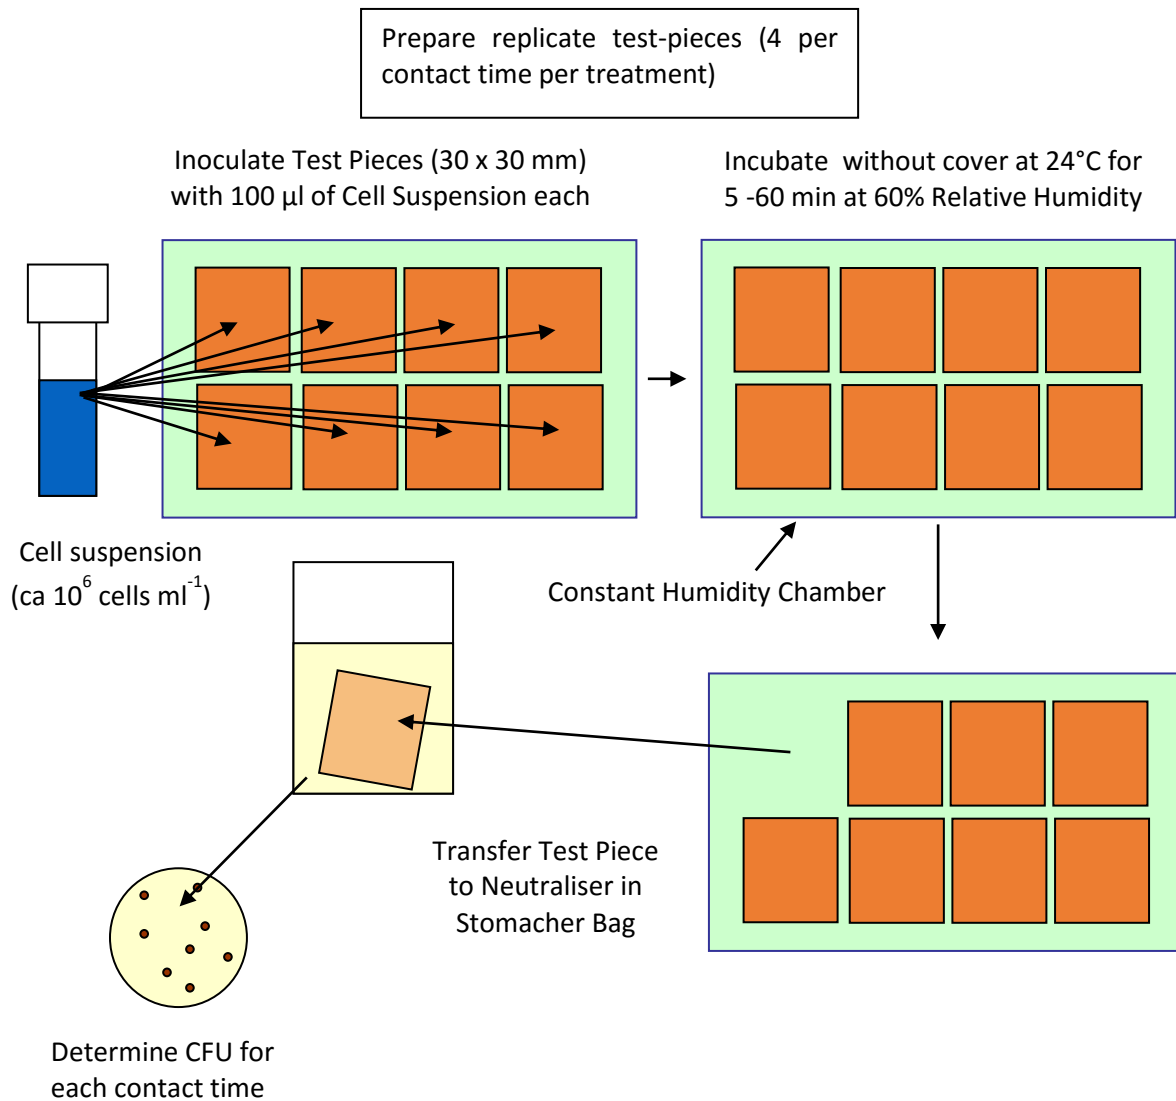 Prepare replicate test-pieces (4 per
contact time per treatment)
Inoculate Test Pieces (30 x 30 mm)
with 100 µl of Cell Suspension each
Incubate without cover at 24°C for
5 -60 min at 60% Relative Humidity
Cell suspension
(ca 10⁶ cells ml⁻¹)
Constant Humidity Chamber
Transfer Test Piece
to Neutraliser in
Stomacher Bag
Determine CFU for
each contact time